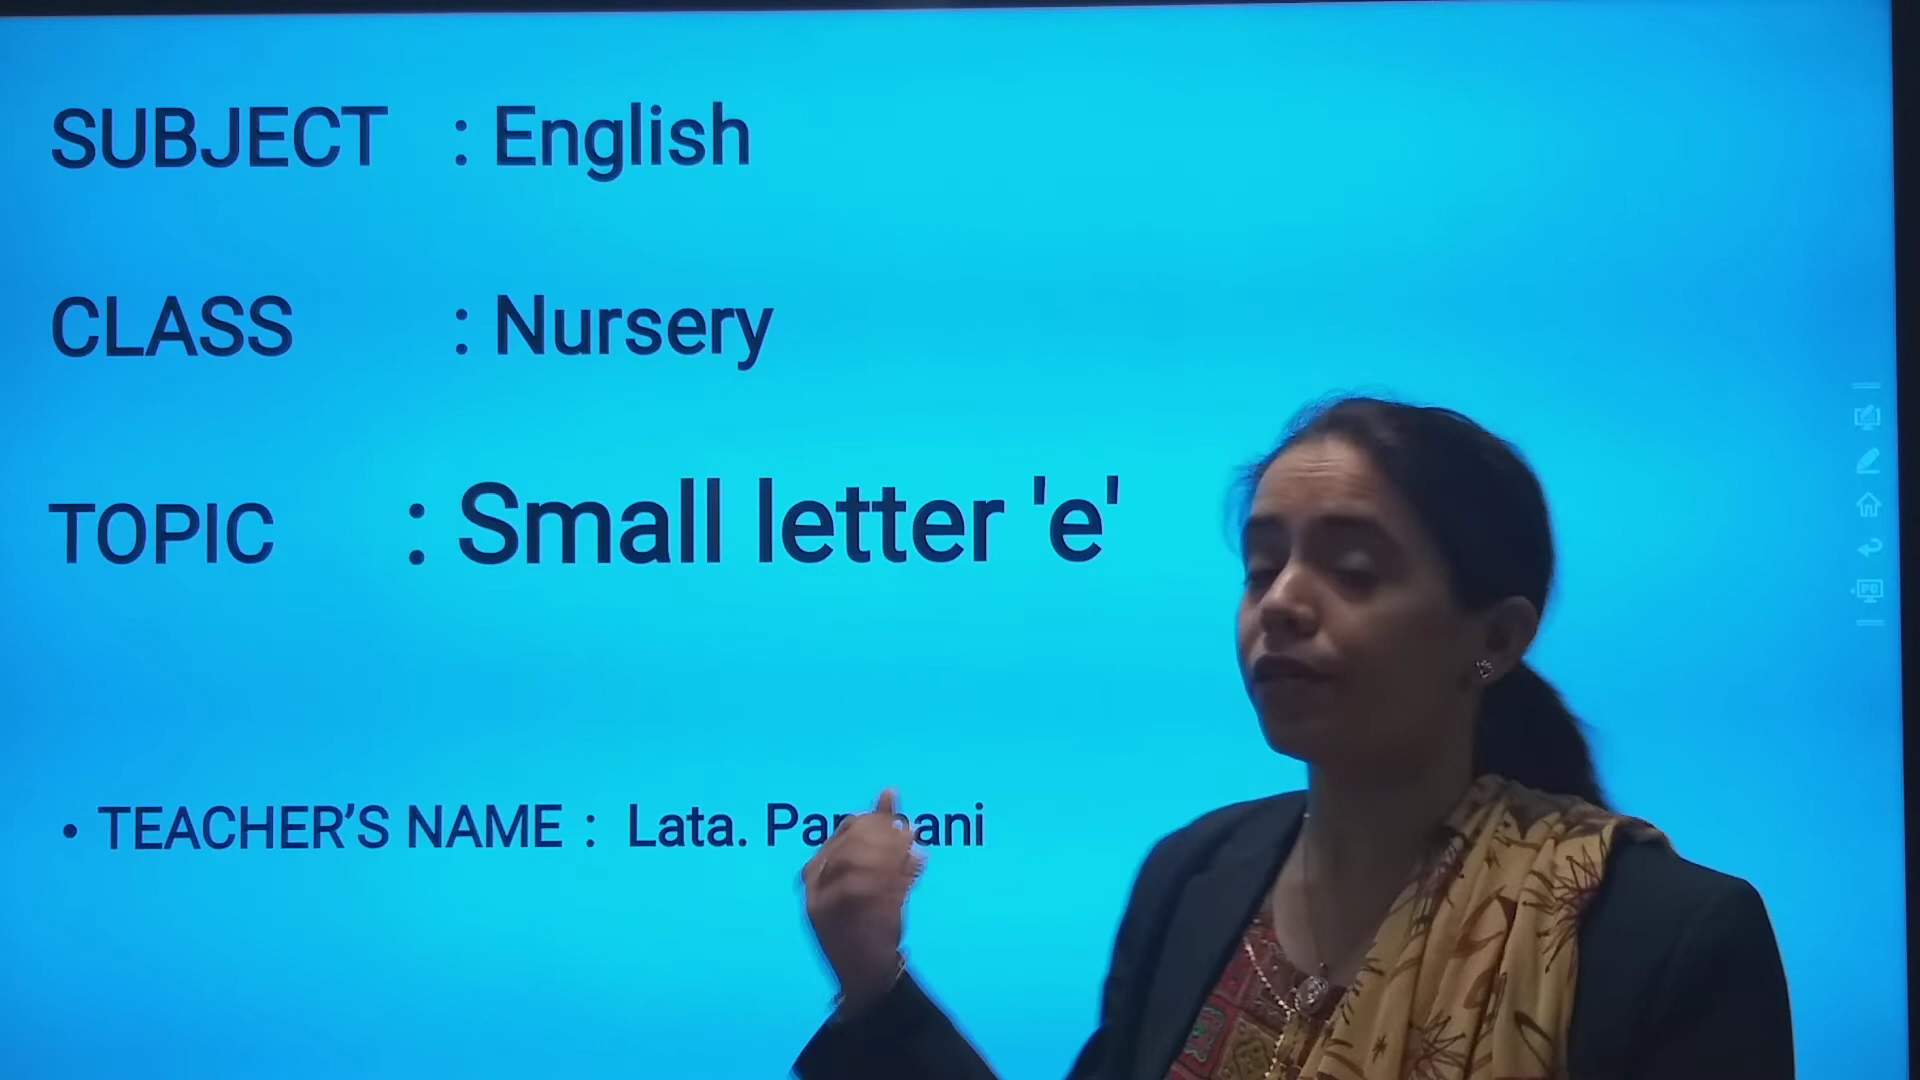 SUBJECT : English
CLASS : Nursery
TOPIC : Small letter 'e'
• TEACHER’S NAME : Lata.